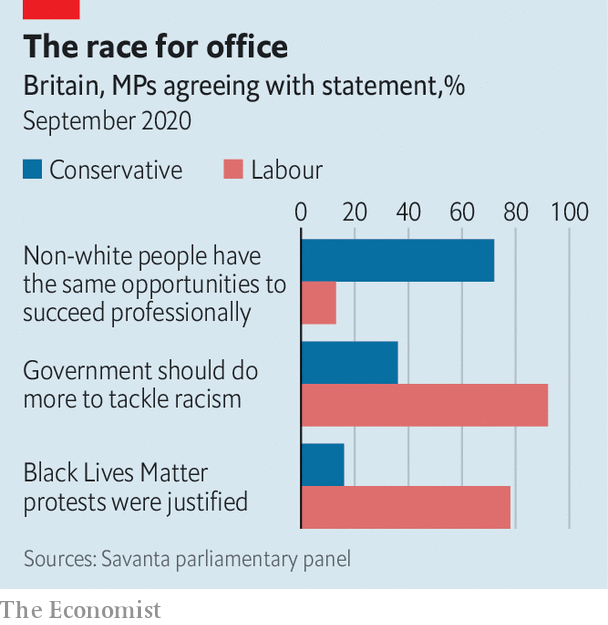 The race for office
Britain, MPs agreeing with statement,%
September 2020
Conservative Labour
0 20 40 60 80 100
Non-white people have
the same opportunities to
succeed professionally
Government should do
more to tackle racism
Black Lives Matter
protests were justified
Sources: Savanta parliamentary panel
The Economist